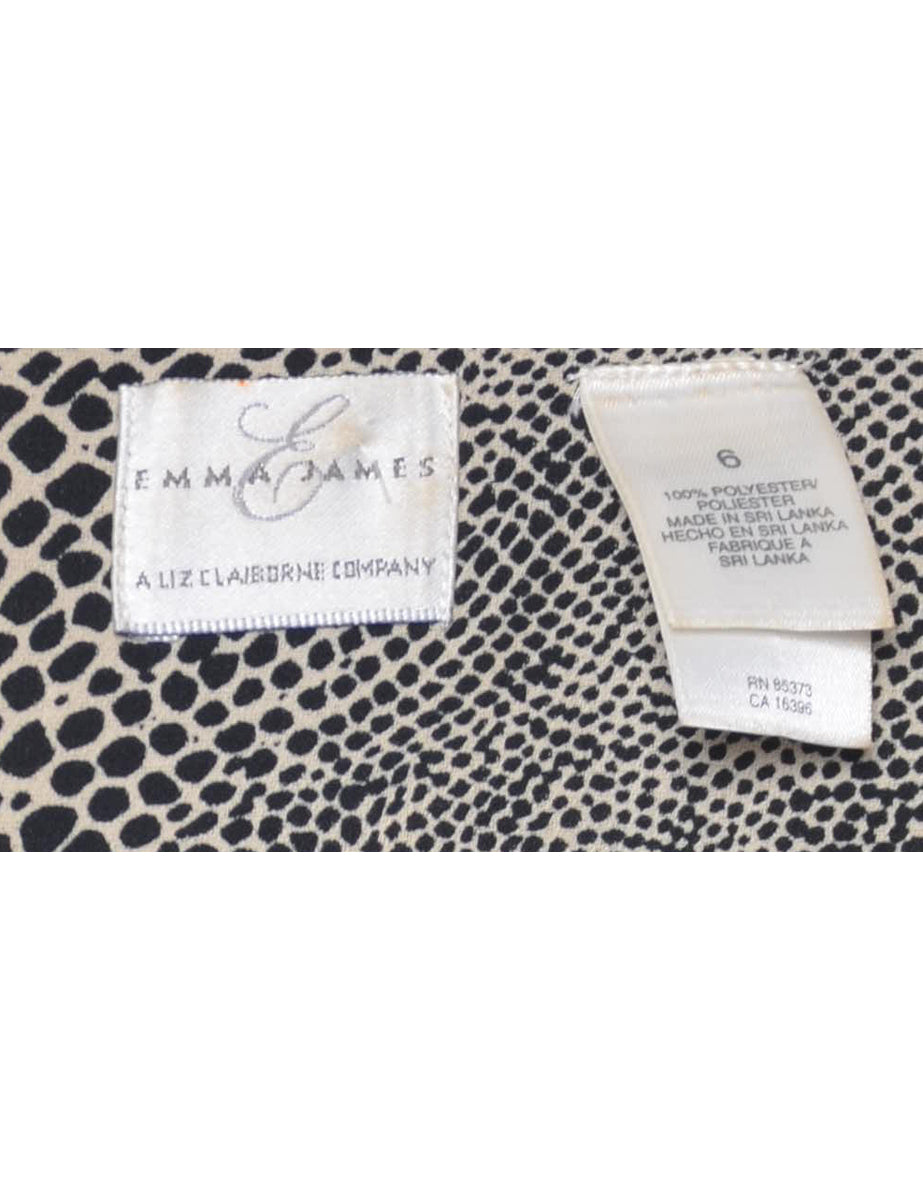 E
EMMA JAMES
A LIZ CLAIBORNE COMPANY
6
100% POLYESTER/
POLIESTER
MADE IN SRI LANKA
HECHO EN SRI LANKA
FABRIQUE A
SRI LANKA
RN 85373
CA 16396